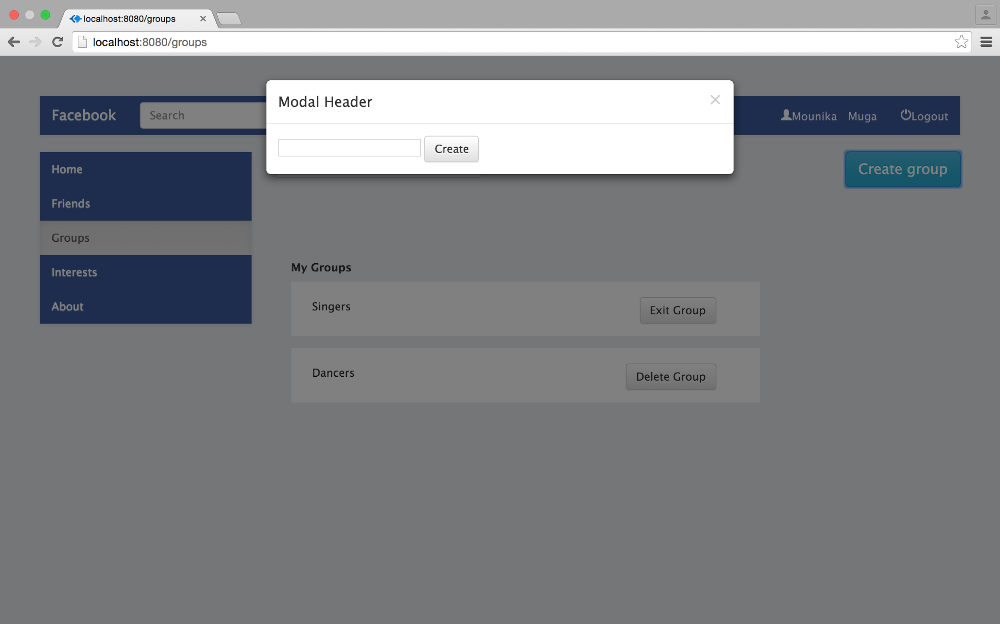 localhost:8080/groups
localhost:8080/groups
Modal Header
Facebook Search Mounika Muga Logout
Create
Home Create group
Friends
Groups
My Groups
Interests
Singers Exit Group
About
Dancers Delete Group